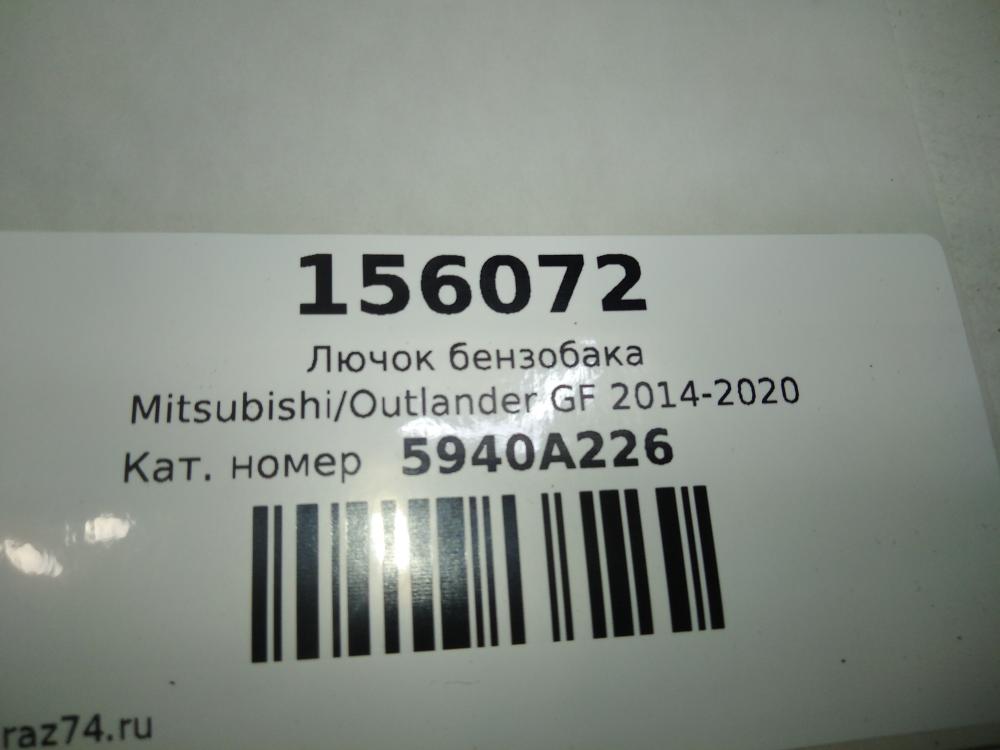 156072
Лючок бензобака
Mitsubishi/Outlander GF 2014-2020
Кат. номер 5940A226
raz74.ru